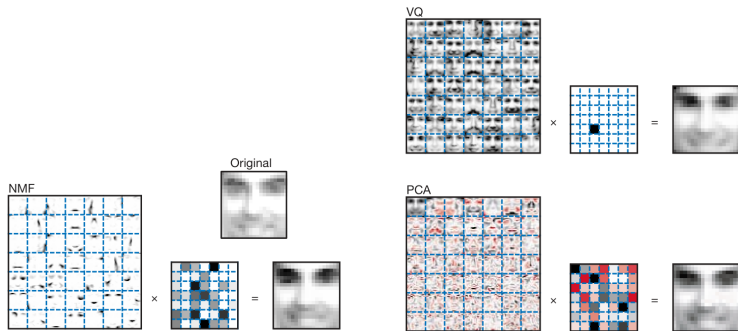 VQ
× =
Original
NMF
× =
PCA
× =